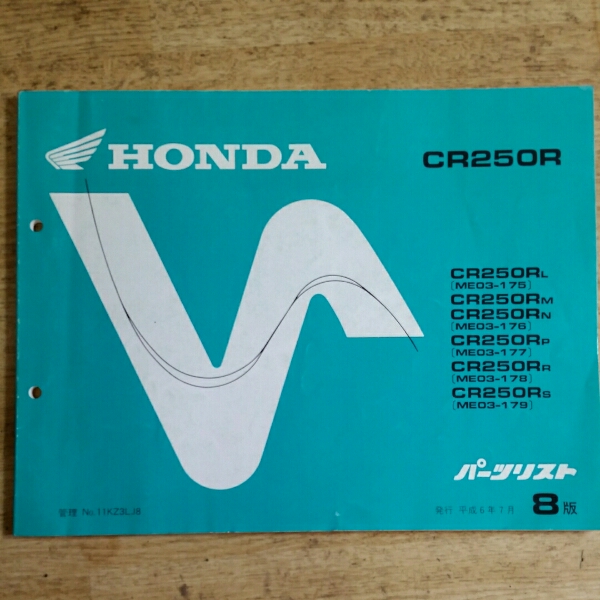 HONDA
CR250R
CR250RL
(ME03-175)
CR250RM
CR250RN
(ME03-176)
CR250RP
(ME03-177)
CR250RR
(ME03-178)
CR250RS
(ME03-179)
パーツリスト
管理 No.11KZ3LJ8
発行 平成6年7月 8版